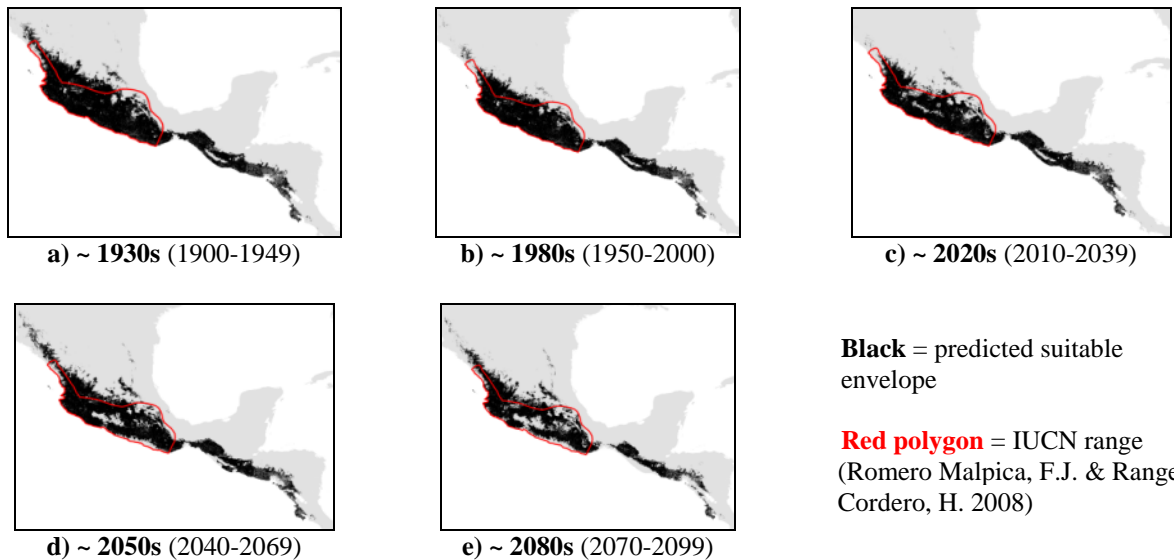 a) ~ 1930s (1900-1949)
b) ~ 1980s (1950-2000)
c) ~ 2020s (2010-2039)
d) ~ 2050s (2040-2069)
e) ~ 2080s (2070-2099)
Black = predicted suitable
envelope
Red polygon = IUCN range
(Romero Malpica, F.J. & Range
Cordero, H. 2008)